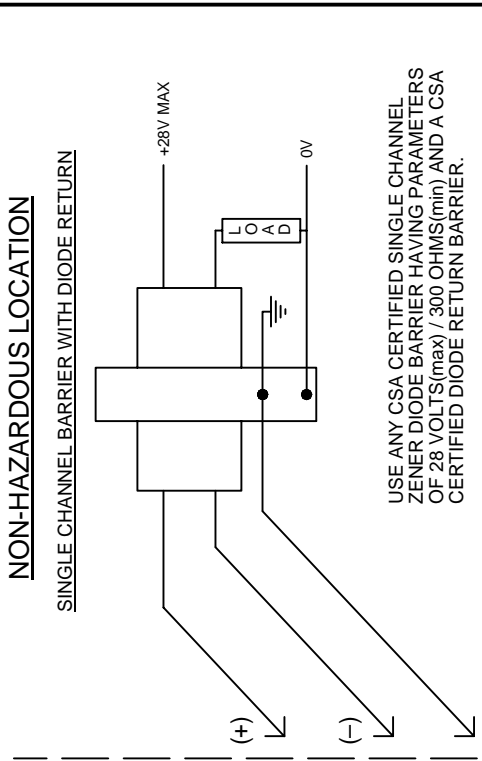 NON-HAZARDOUS LOCATION
SINGLE CHANNEL BARRIER WITH DIODE RETURN
+28V MAX
LOAD
0V
(+)
(−)
USE ANY CSA CERTIFIED SINGLE CHANNEL
ZENER DIODE BARRIER HAVING PARAMETERS
OF 28 VOLTS(max) / 300 OHMS(min) AND A CSA
CERTIFIED DIODE RETURN BARRIER.